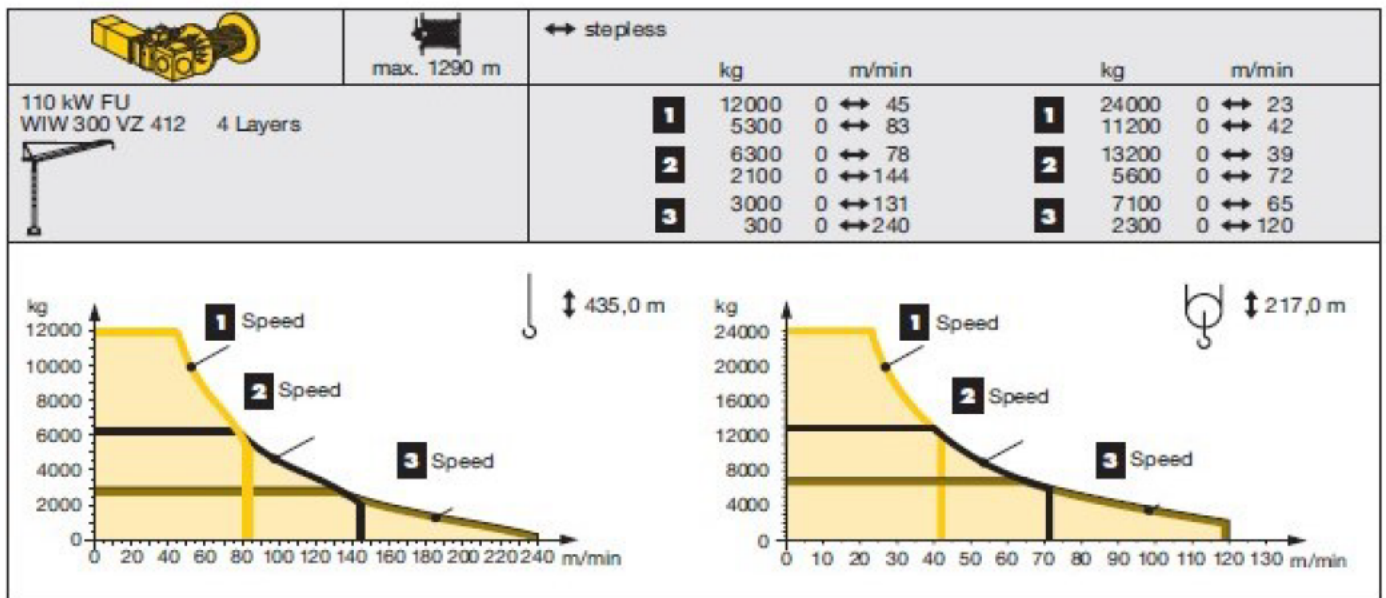 ↔ stepless
max. 1290 m
kg m/min kg m/min
110 kW FU
WIW 300 VZ 412 4 Layers
1 12000 0 ↔ 45 1 24000 0 ↔ 23
5300 0 ↔ 83 11200 0 ↔ 42
2 6300 0 ↔ 78 2 13200 0 ↔ 39
2100 0 ↔ 144 5600 0 ↔ 72
3 3000 0 ↔ 131 3 7100 0 ↔ 65
300 0 ↔ 240 2300 0 ↔ 120
kg
12000
10000
8000
6000
4000
2000
0
1 Speed
2 Speed
3 Speed
435,0 m
0 20 40 60 80 100 120 140 160 180 200 220 240 m/min
kg
24000
20000
16000
12000
8000
4000
0
1 Speed
2 Speed
3 Speed
217,0 m
0 10 20 30 40 50 60 70 80 90 100 110 120 130 m/min